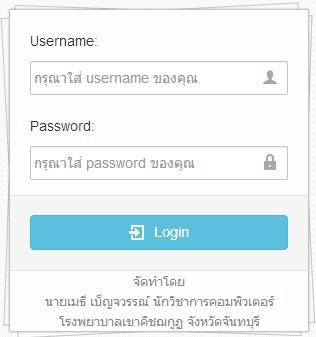 Username:
กรุณาใส่ username ของคุณ
Password:
กรุณาใส่ password ของคุณ
Login
จัดทำโดย
นายเมธี เบ็ญจวรรณ์ นักวิชาการคอมพิวเตอร์
โรงพยาบาลเขาคิชฌกูฏ จังหวัดจันทบุรี